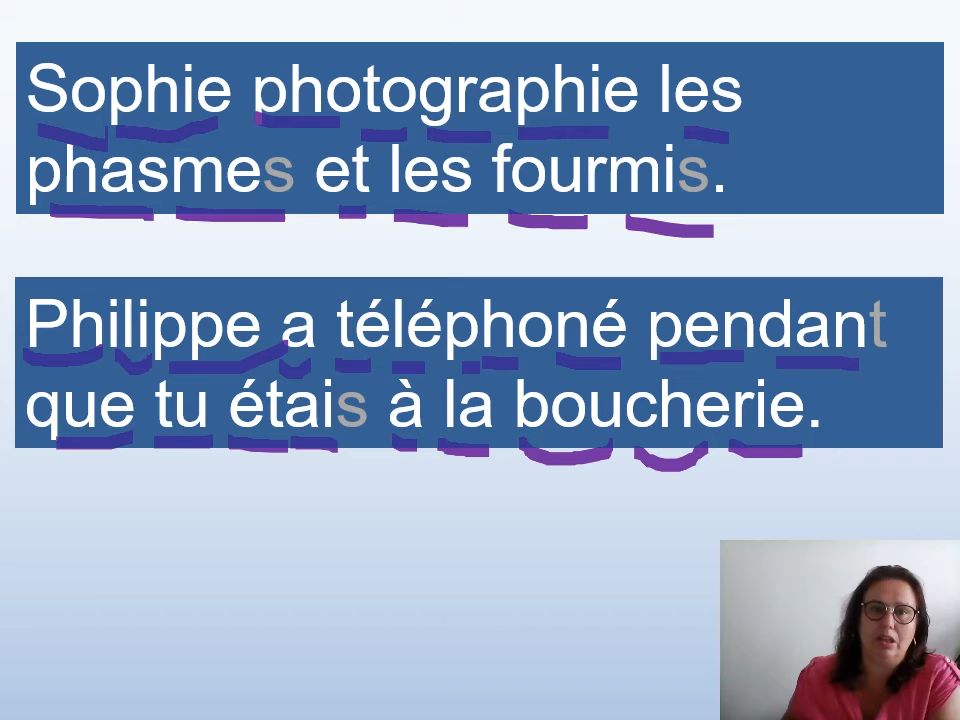 Sophie photographie les
phasmes et les fourmis.
Philippe a téléphoné pendant
que tu étais à la boucherie.